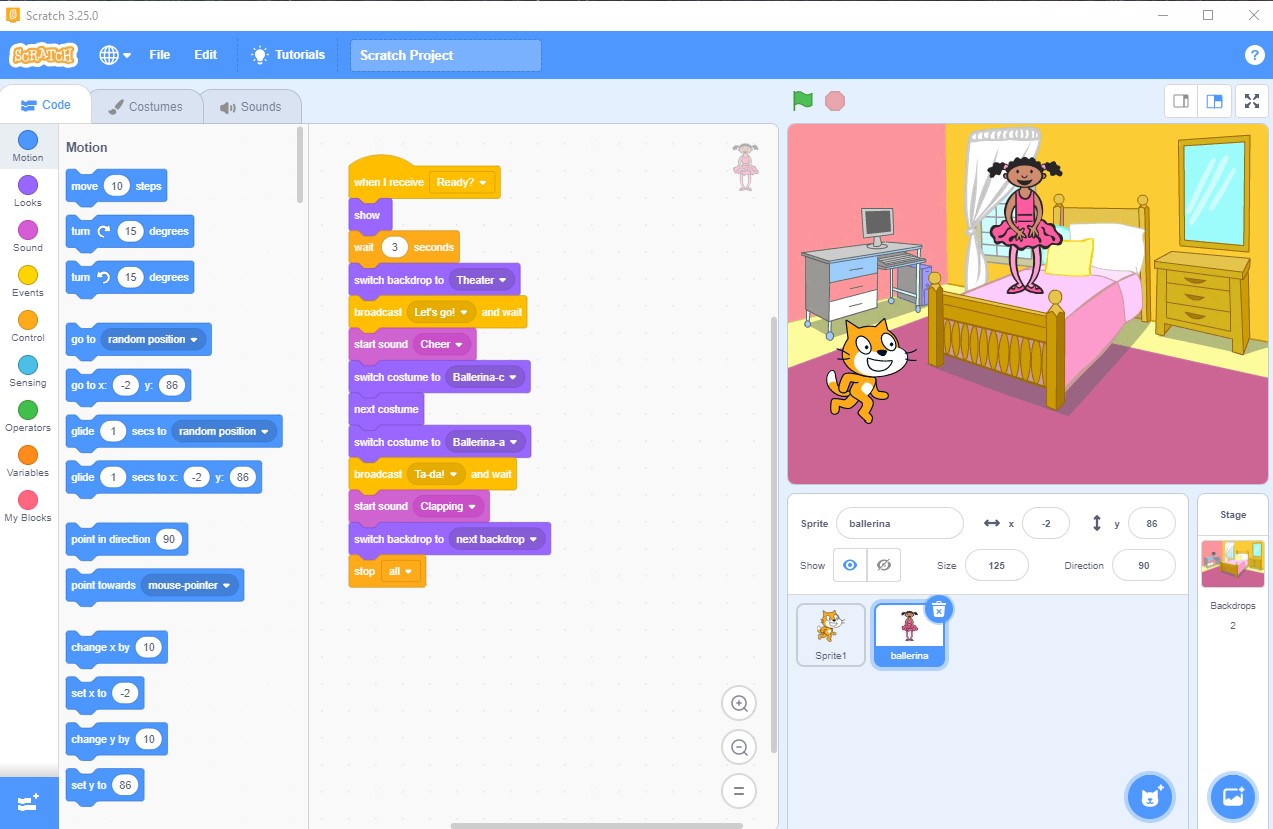 Scratch 3.25.0
SCRATCH File Edit Tutorials Scratch Project ?
Code Costumes Sounds
Motion
Looks
Sound
Events
Control
Sensing
Operators
Variables
My Blocks
Motion
move 10 steps
turn 15 degrees
turn 15 degrees
go to random position
go to x: -2 y: 86
glide 1 secs to random position
glide 1 secs to x: -2 y: 86
point in direction 90
point towards mouse-pointer
change x by 10
set x to -2
change y by 10
set y to 86
when I receive Ready?
show
wait 3 seconds
switch backdrop to Theater
broadcast Let's go! and wait
start sound Cheer
switch costume to Ballerina-c
next costume
switch costume to Ballerina-a
broadcast Ta-da! and wait
start sound Clapping
switch backdrop to next backdrop
stop all
Sprite ballerina x -2 y 86
Show Size 125 Direction 90
Sprite1
ballerina
Stage
Backdrops
2